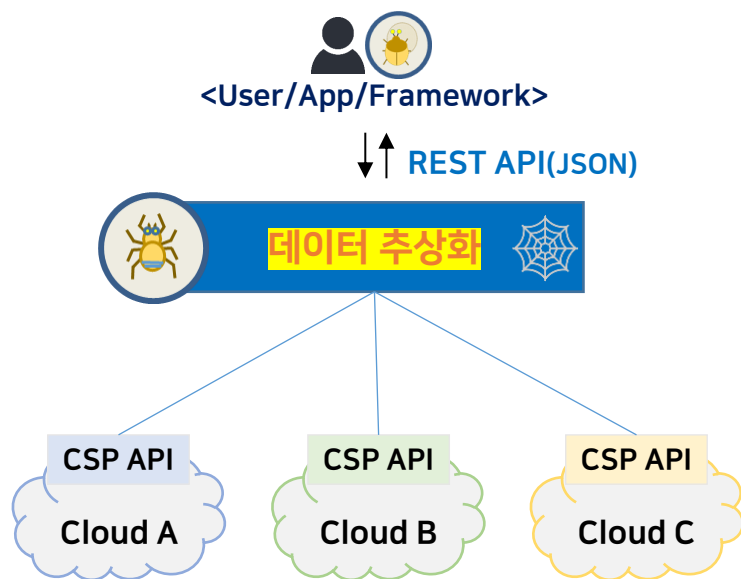 <User/App/Framework>
REST API(JSON)
데이터 추상화
CSP API
CSP API
CSP API
Cloud A
Cloud B
Cloud C